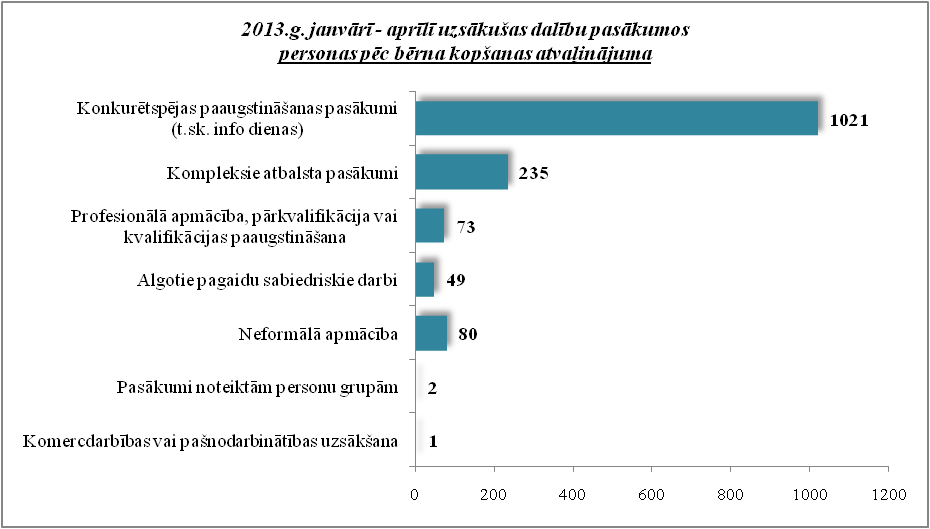 2013.g. janvārī - aprīlī uzsākušas dalību pasākumos
personas pēc bērna kopšanas atvaļinājuma
Konkurētspējas paaugstināšanas pasākumi
(t.sk. info dienas)
1021
Kompleksie atbalsta pasākumi
235
Profesionālā apmācība, pārkvalifikācija vai
kvalifikācijas paaugstināšana
73
Algotie pagaidu sabiedriskie darbi
49
Neformālā apmācība
80
Pasākumi noteiktām personu grupām
2
Komercdarbības vai pašnodarbinātības uzsākšana
1
0 200 400 600 800 1000 1200